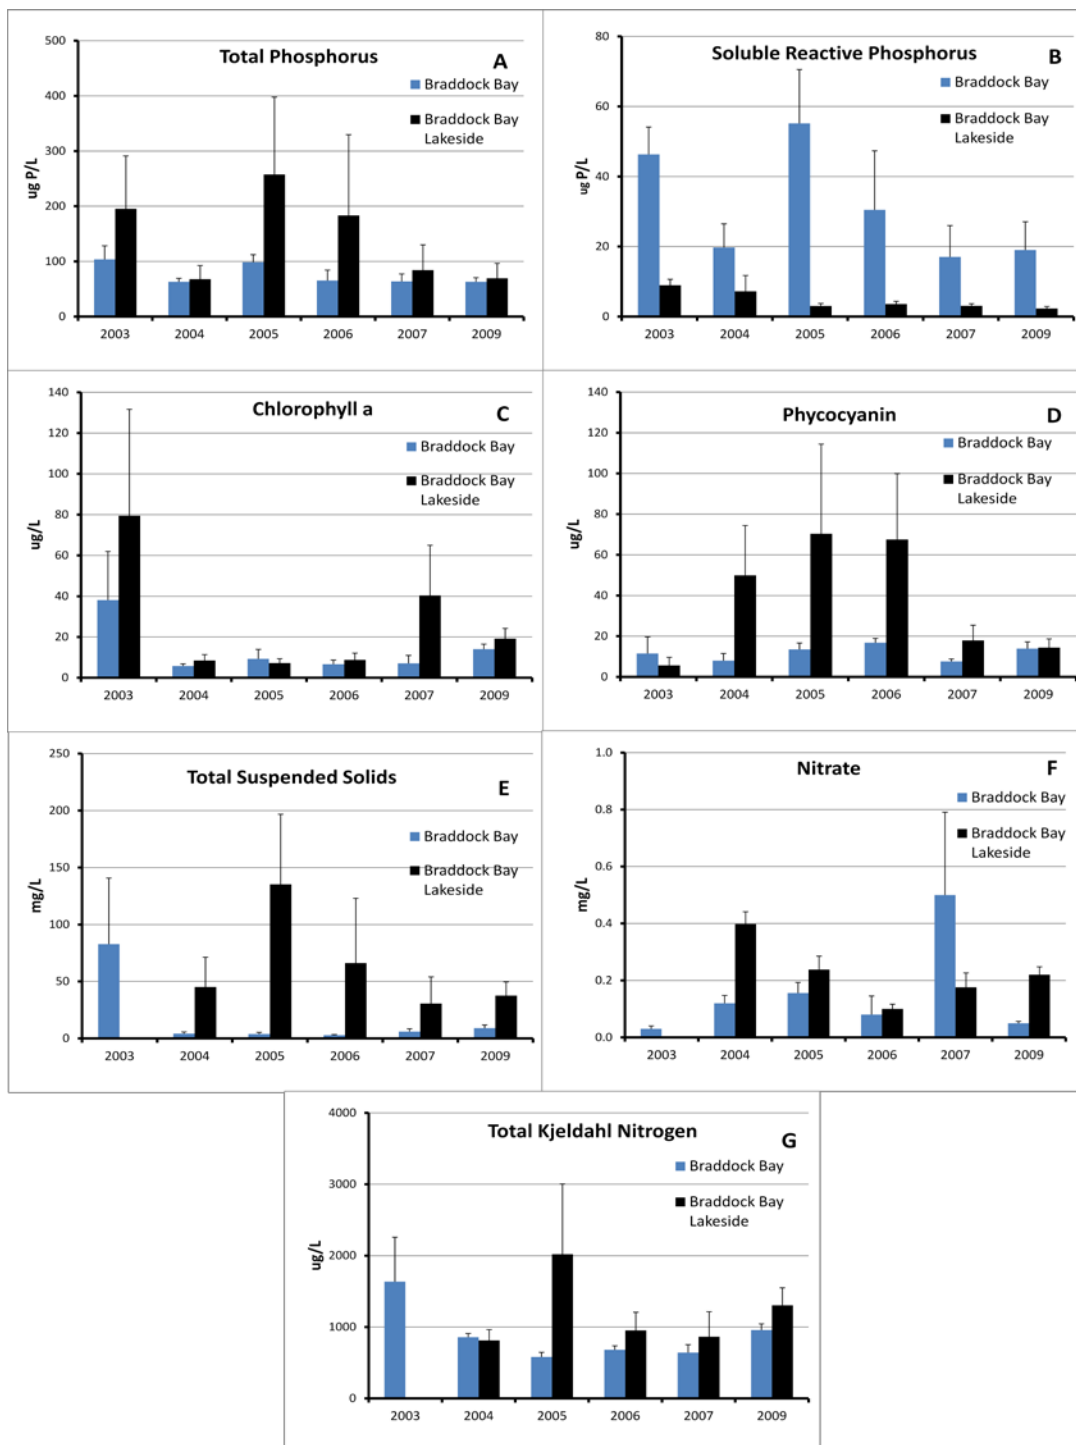 Total Phosphorus
A
Braddock Bay
Braddock Bay
Lakeside
ug P/L
500
400
300
200
100
0
2003 2004 2005 2006 2007 2009
Soluble Reactive Phosphorus
B
Braddock Bay
Braddock Bay
Lakeside
ug P/L
80
60
40
20
0
2003 2004 2005 2006 2007 2009
Chlorophyll a
C
Braddock Bay
Braddock Bay
Lakeside
ug/L
140
120
100
80
60
40
20
0
2003 2004 2005 2006 2007 2009
Phycocyanin
D
Braddock Bay
Braddock Bay
Lakeside
ug/L
140
120
100
80
60
40
20
0
2003 2004 2005 2006 2007 2009
Total Suspended Solids
E
Braddock Bay
Braddock Bay
Lakeside
mg/L
250
200
150
100
50
0
2003 2004 2005 2006 2007 2009
Nitrate
F
Braddock Bay
Braddock Bay
Lakeside
mg/L
1.0
0.8
0.6
0.4
0.2
0.0
2003 2004 2005 2006 2007 2009
Total Kjeldahl Nitrogen
G
Braddock Bay
Braddock Bay
Lakeside
ug/L
4000
3000
2000
1000
0
2003 2004 2005 2006 2007 2009